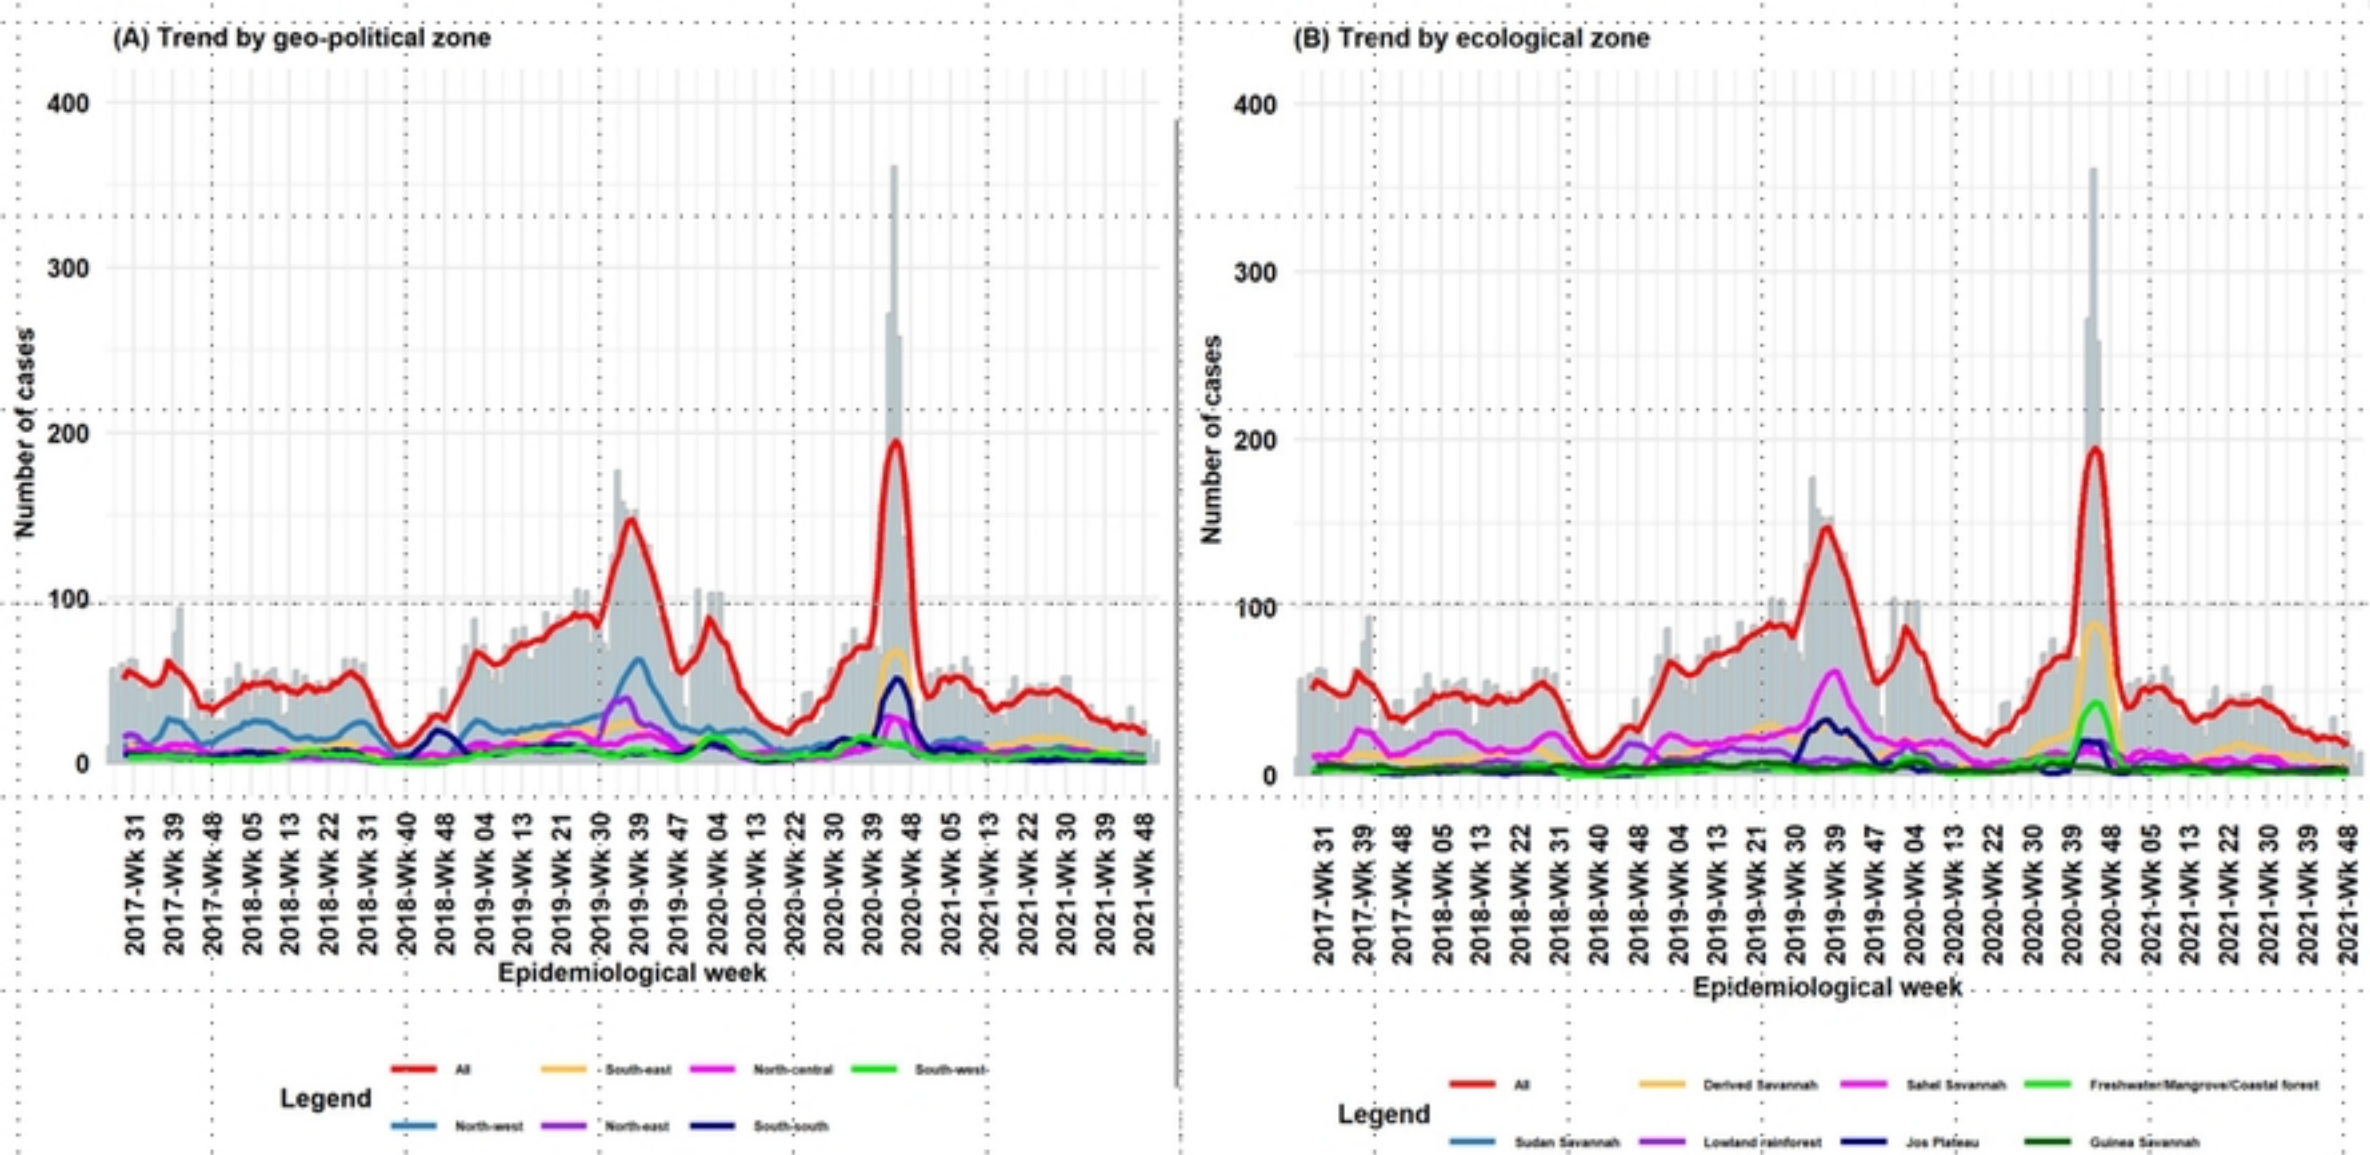 (A) Trend by geo-political zone
400
300
200
100
0
Number of cases
2017-Wk 31
2017-Wk 39
2017-Wk 48
2018-Wk 05
2018-Wk 13
2018-Wk 22
2018-Wk 31
2018-Wk 40
2018-Wk 48
2019-Wk 04
2019-Wk 13
2019-Wk 21
2019-Wk 30
2019-Wk 39
2019-Wk 47
2020-Wk 04
2020-Wk 13
2020-Wk 22
2020-Wk 30
2020-Wk 39
2020-Wk 48
2021-Wk 05
2021-Wk 13
2021-Wk 22
2021-Wk 30
2021-Wk 39
2021-Wk 48
Epidemiological week
Legend
All
South-east
North-central
South-west
North-west
North-east
South-south
(B) Trend by ecological zone
400
300
200
100
0
Number of cases
2017-Wk 31
2017-Wk 39
2017-Wk 48
2018-Wk 05
2018-Wk 13
2018-Wk 22
2018-Wk 31
2018-Wk 40
2018-Wk 48
2019-Wk 04
2019-Wk 13
2019-Wk 21
2019-Wk 30
2019-Wk 39
2019-Wk 47
2020-Wk 04
2020-Wk 13
2020-Wk 22
2020-Wk 30
2020-Wk 39
2020-Wk 48
2021-Wk 05
2021-Wk 13
2021-Wk 22
2021-Wk 30
2021-Wk 39
2021-Wk 48
Epidemiological week
Legend
All
Derived Savannah
Sahel Savannah
Freshwater/Mangrove/Coastal forest
Sudan Savannah
Lowland rainforest
Jos Plateau
Guinea Savannah